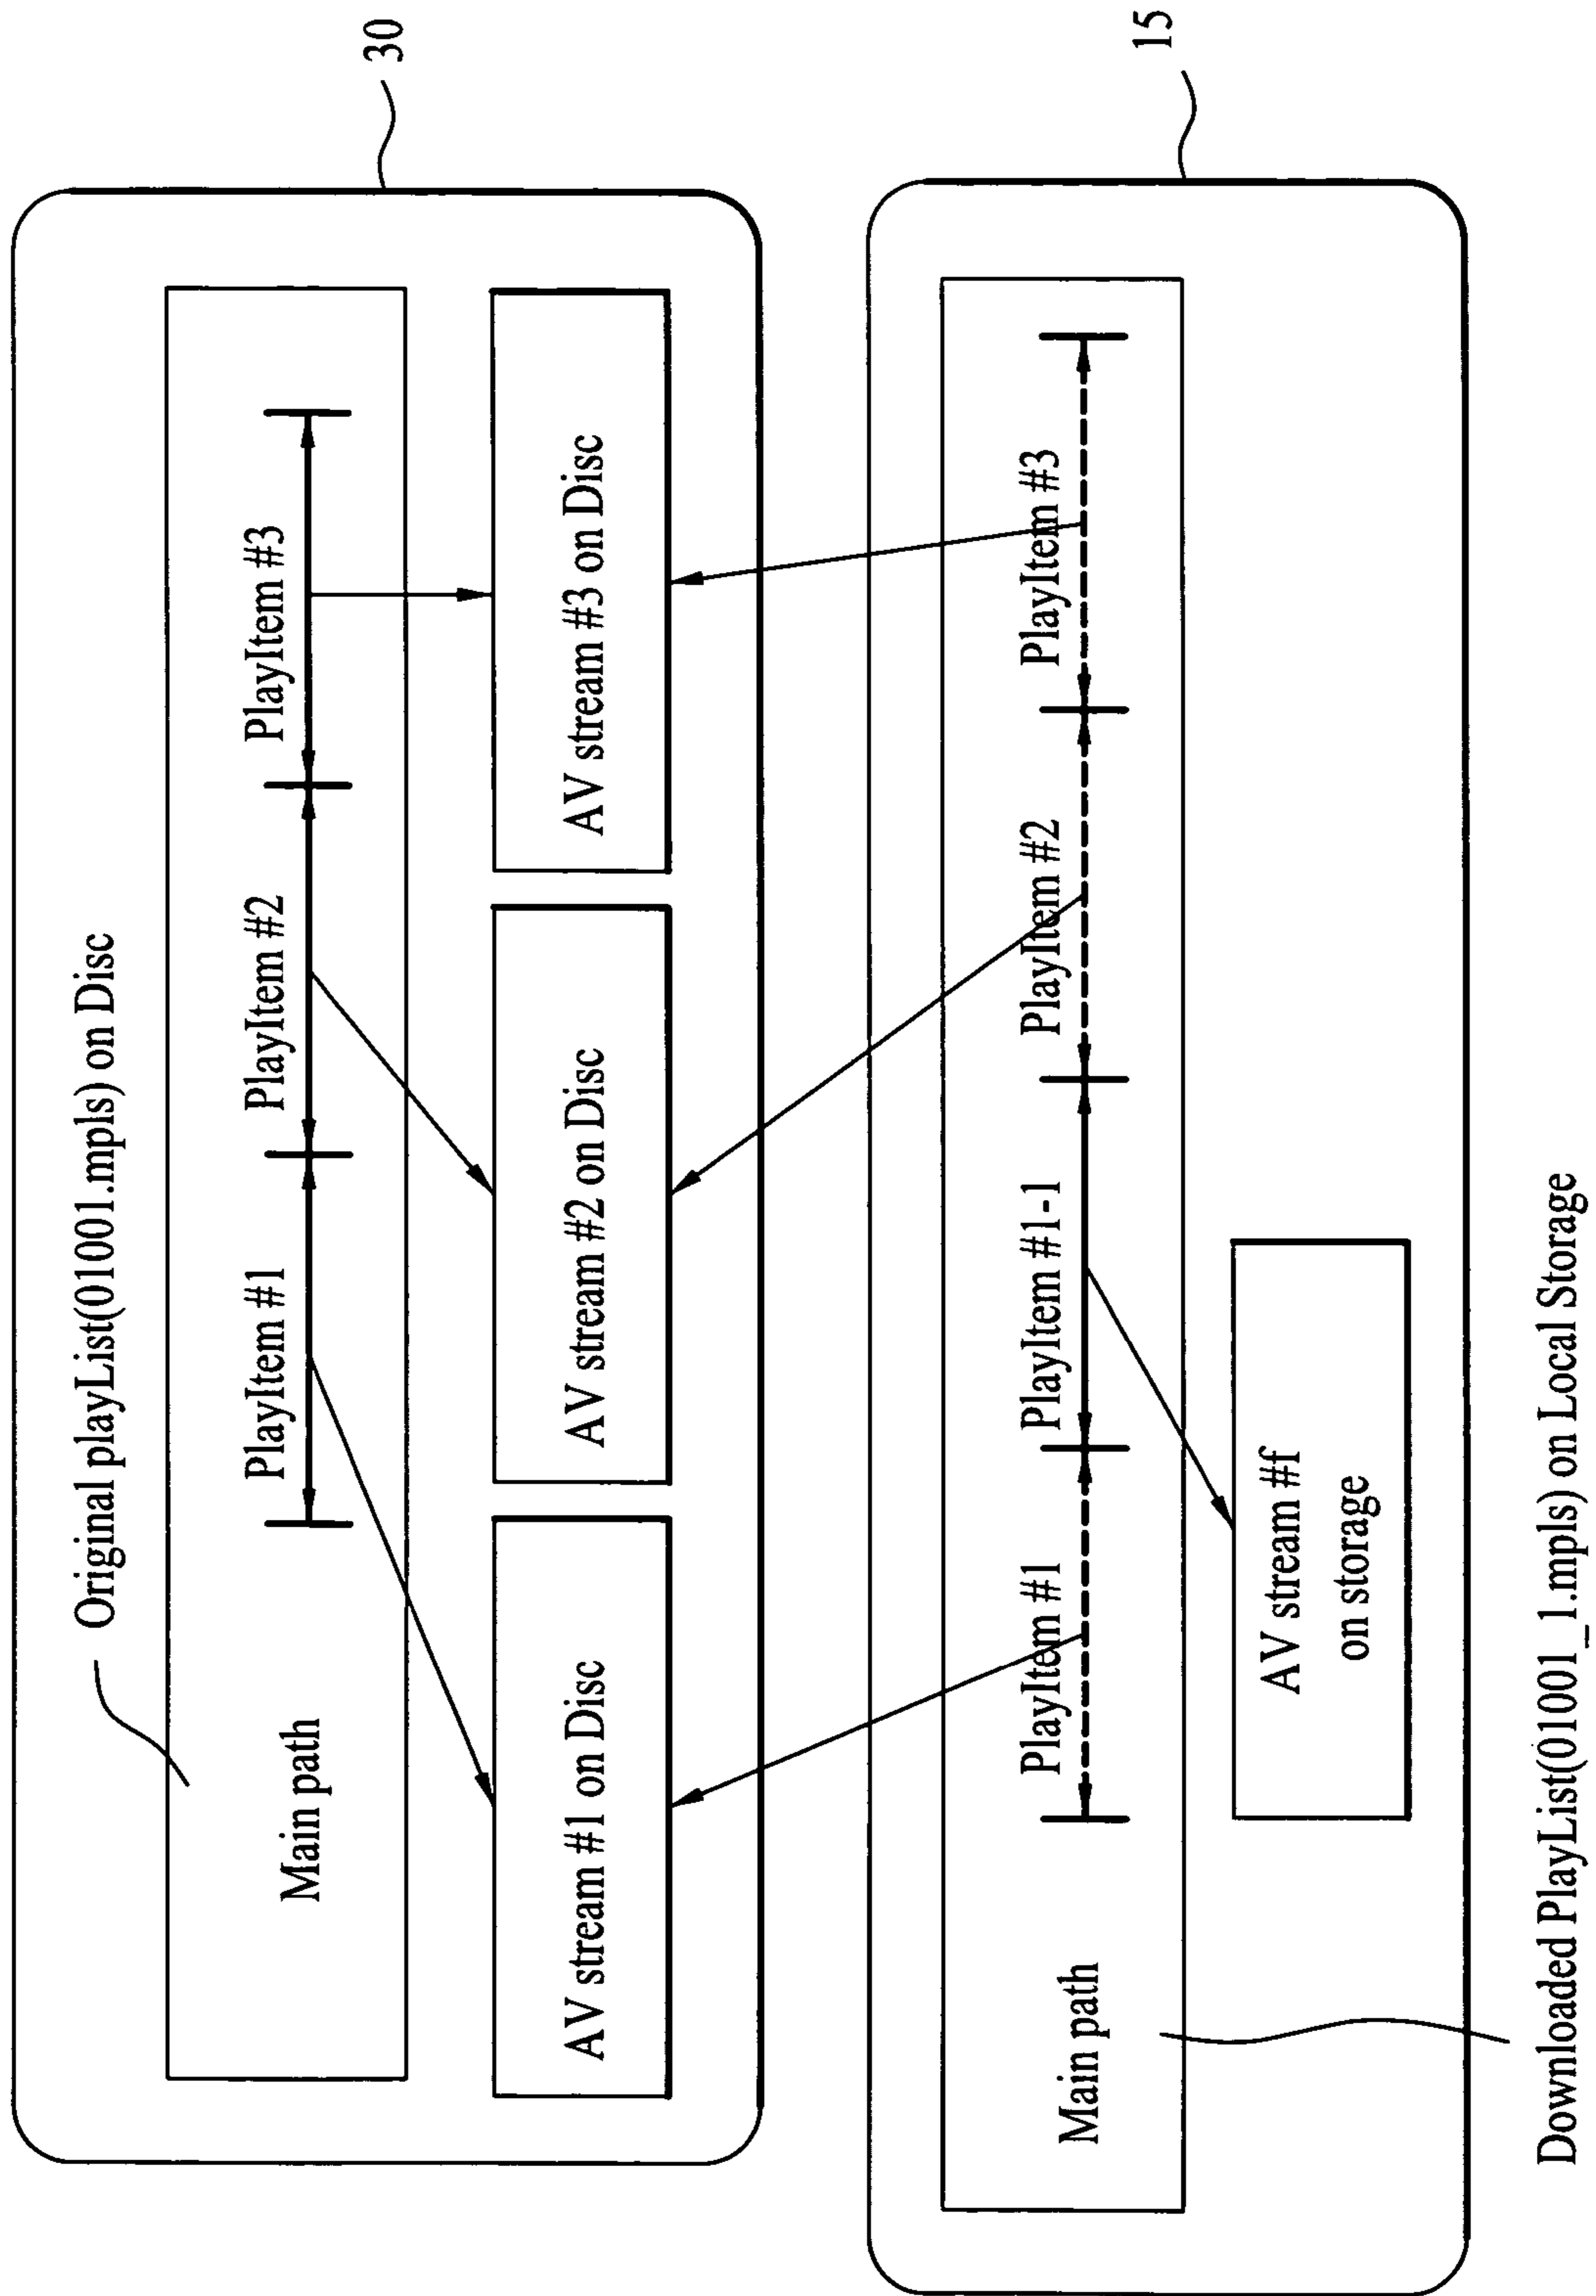 Original playList(01001.mpls) on Disc
30
Main path
PlayItem #1
PlayItem #2
PlayItem #3
AV stream #1 on Disc
AV stream #2 on Disc
AV stream #3 on Disc
15
Main path
PlayItem #1
PlayItem #1-1
PlayItem #2
PlayItem #3
AV stream #f
on storage
Downloaded PlayList(01001_1.mpls) on Local Storage